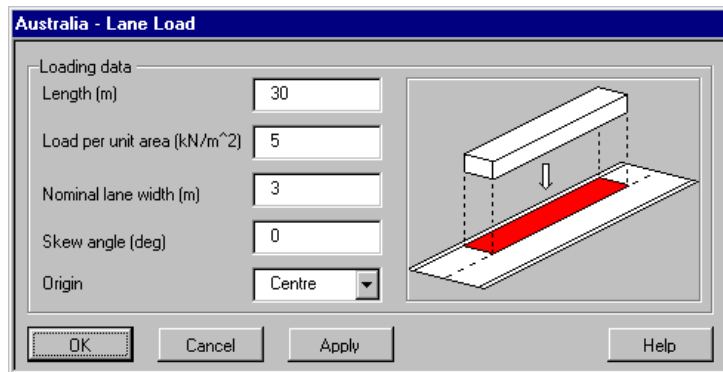 Australia - Lane Load
Loading data
Length (m) 30
Load per unit area (kN/m^2) 5
Nominal lane width (m) 3
Skew angle (deg) 0
Origin Centre
OK Cancel Apply Help